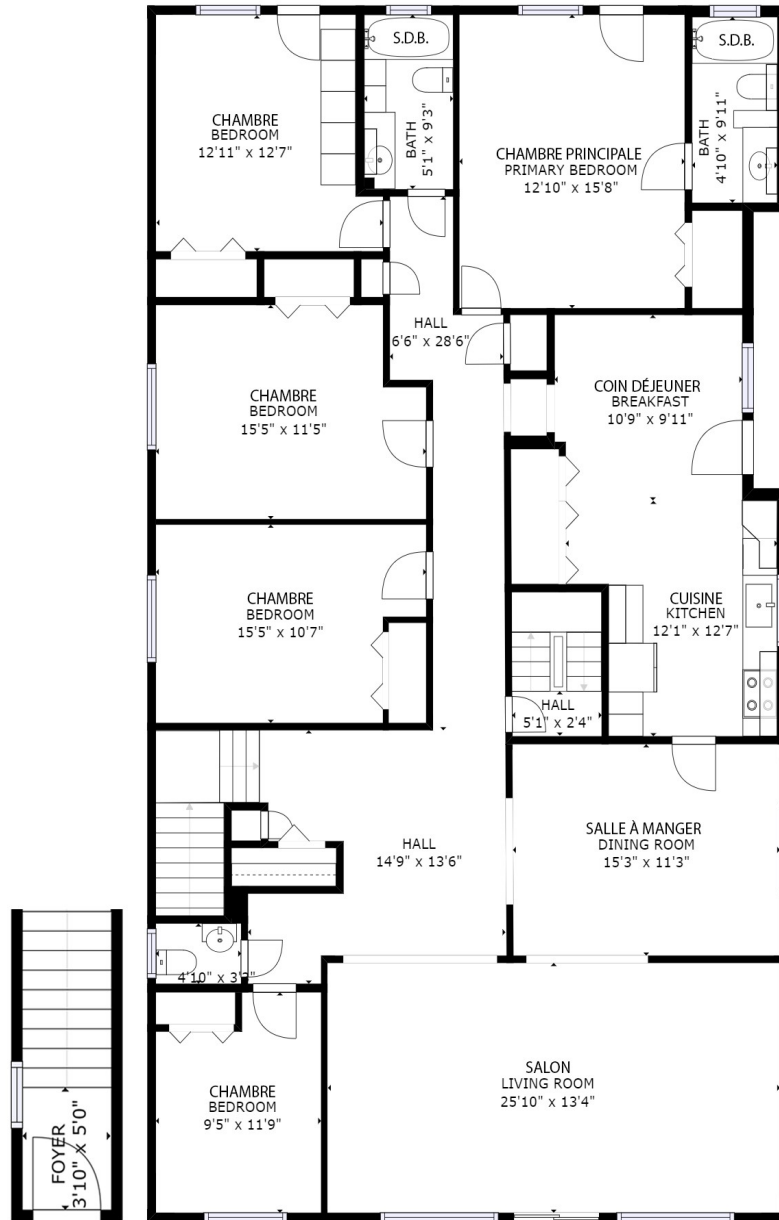 S.D.B.
S.D.B.
CHAMBRE
BEDROOM
12'11" x 12'7"
BATH
5'1" x 9'3"
CHAMBRE PRINCIPALE
PRIMARY BEDROOM
12'10" x 15'8"
BATH
4'10" x 9'11"
HALL
6'6" x 28'6"
CHAMBRE
BEDROOM
15'5" x 11'5"
COIN DÉJEUNER
BREAKFAST
10'9" x 9'11"
CHAMBRE
BEDROOM
15'5" x 10'7"
CUISINE
KITCHEN
12'1" x 12'7"
HALL
5'1" x 2'4"
HALL
14'9" x 13'6"
SALLE À MANGER
DINING ROOM
15'3" x 11'3"
4'10" x 3'3"
CHAMBRE
BEDROOM
9'5" x 11'9"
SALON
LIVING ROOM
25'10" x 13'4"
FOYER
3'10" x 5'0"